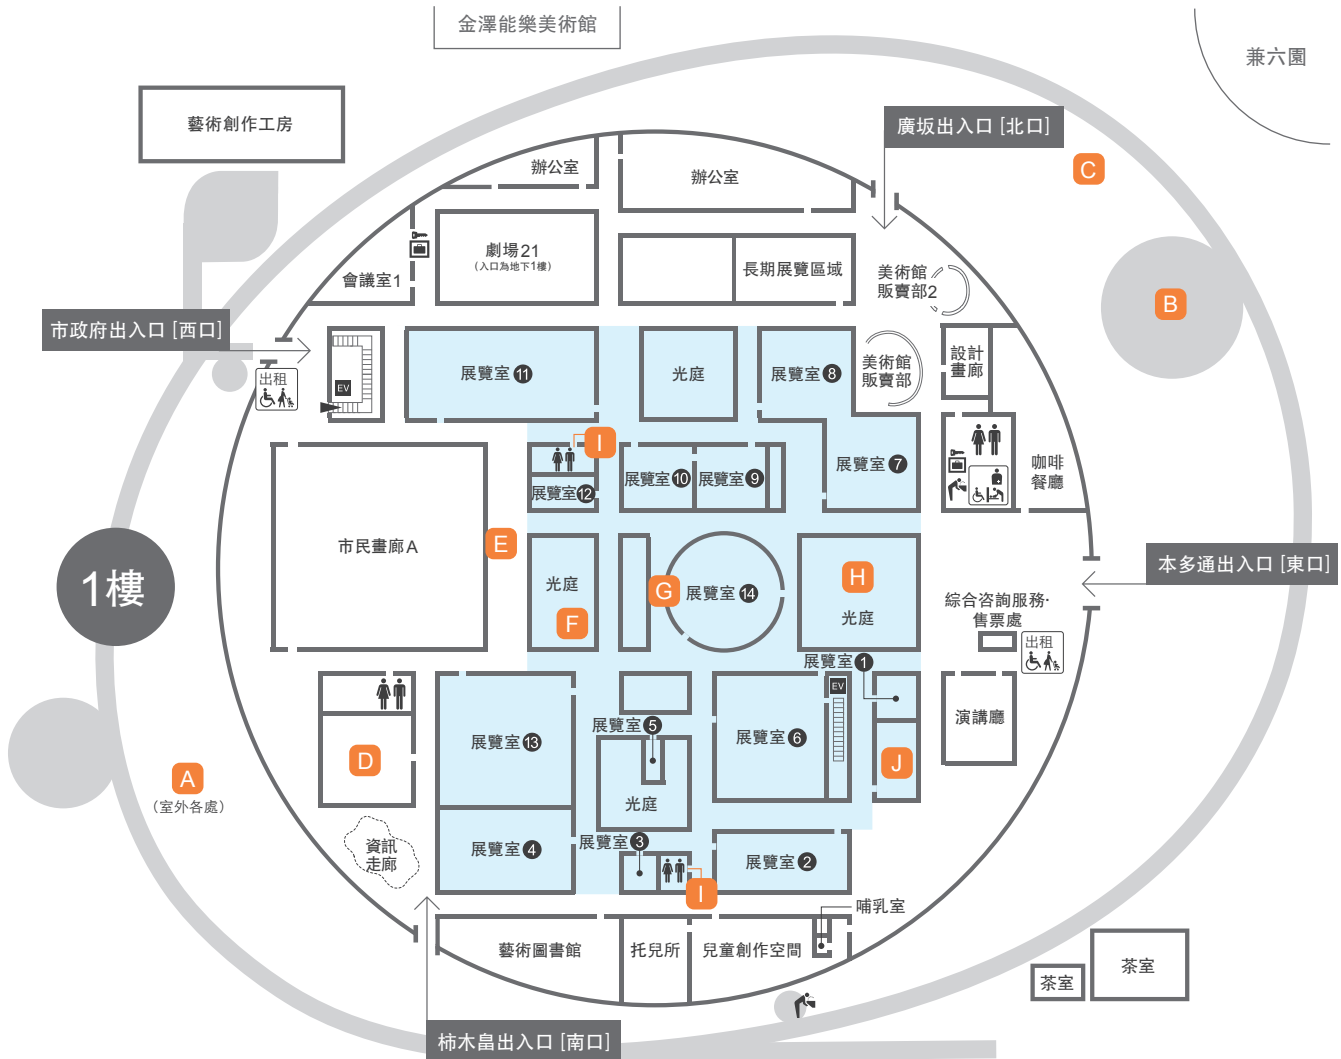 金澤能樂美術館
兼六園
藝術創作工房
廣坂出入口 [北口]
C
辦公室
辦公室
劇場21
(入口為地下1樓)
會議室1
長期展覽區域
美術館
販賣部2
B
市政府出入口 [西口]
出租
EV
展覽室 11
光庭
展覽室 8
美術館
販賣部
設計
畫廊
I
展覽室 10
展覽室 9
展覽室 7
咖啡
餐廳
展覽室 12
市民畫廊A
E
1樓
光庭
F
G
展覽室 14
H
光庭
本多通出入口 [東口]
綜合咨詢服務·
售票處
出租
展覽室 1
EV
展覽室 5
展覽室 13
展覽室 6
演講廳
D
J
A
(室外各處)
光庭
資訊
走廊
展覽室 4
展覽室 3
展覽室 2
I
哺乳室
藝術圖書館
托兒所
兒童創作空間
茶室
茶室
柿木畠出入口 [南口]